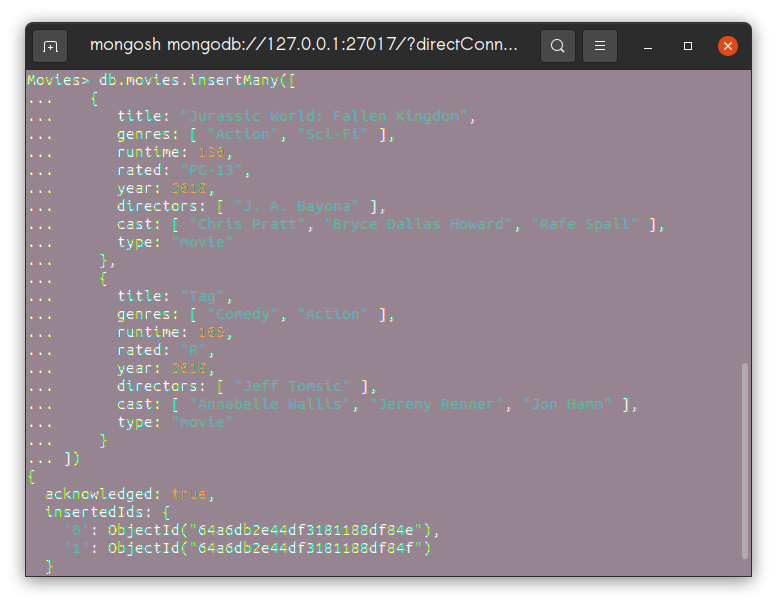 mongosh mongodb://127.0.0.1:27017/?directConn...
Movies> db.movies.insertMany([
...     {
...        title: "Jurassic World: Fallen Kingdom",
...        genres: [ "Action", "Sci-Fi" ],
...        runtime: 130,
...        rated: "PG-13",
...        year: 2018,
...        directors: [ "J. A. Bayona" ],
...        cast: [ "Chris Pratt", "Bryce Dallas Howard", "Rafe Spall" ],
...        type: "movie"
...      },
...      {
...        title: "Tag",
...        genres: [ "Comedy", "Action" ],
...        runtime: 105,
...        rated: "R",
...        year: 2018,
...        directors: [ "Jeff Tomsic" ],
...        cast: [ "Annabelle Wallis", "Jeremy Renner", "Jon Hamm" ],
...        type: "movie"
...      }
... ])
{
  acknowledged: true,
  insertedIds: {
    '0': ObjectId("64a6db2e44df3181188df84e"),
    '1': ObjectId("64a6db2e44df3181188df84f")
  }